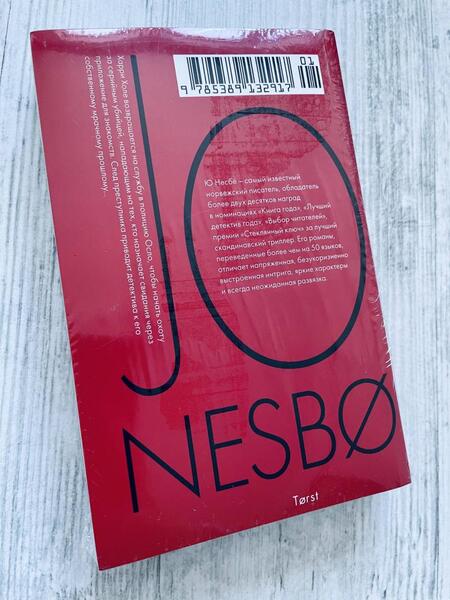 01
9 785389 132917
JO
Харри Холе возвращается на службу в полицию Осло, чтобы начать охоту
за серийным убийцей, нападающим на тех, кто назначает свидания через
приложение для знакомств. След преступника приводит детектива к его
собственному мрачному прошлому...
Ю Несбё – самый известный
норвежский писатель, обладатель
более двух десятков наград
в номинациях «Книга года», «Лучший
детектив года», «Выбор читателей»,
премии «Стеклянный ключ» за лучший
скандинавский триллер. Его романы,
переведенные более чем на 50 языков,
отличает напряженная, безукоризненно
выстроенная интрига, яркие характеры
и всегда неожиданная развязка.
NESBØ
Tørst